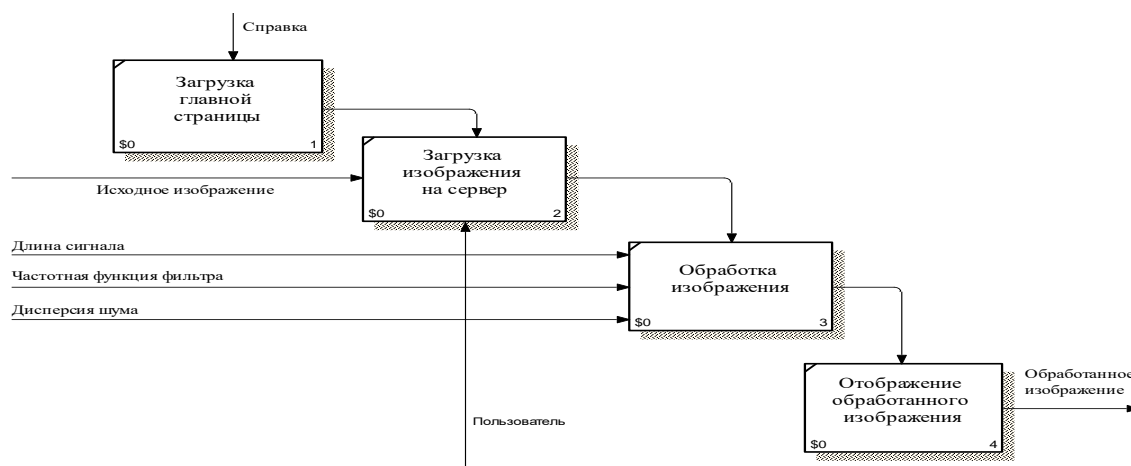 Справка
Загрузка
главной
страницы
$0 1
Загрузка
изображения
на сервер
$0 2
Исходное изображение
Длина сигнала
Частотная функция фильтра
Дисперсия шума
Обработка
изображения
$0 3
Отображение
обработанного
изображения
$0 4
Обработанное
изображение
Пользователь